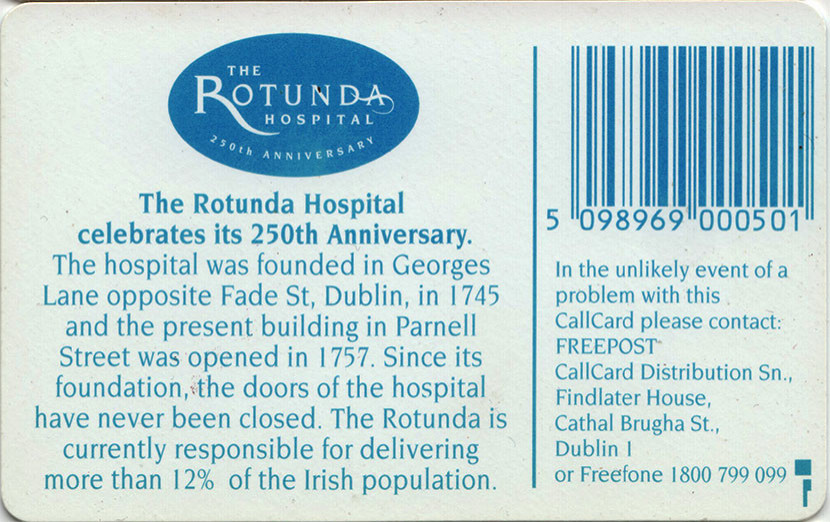 THE
ROTUNDA
HOSPITAL
250th ANNIVERSARY
The Rotunda Hospital
celebrates its 250th Anniversary.
The hospital was founded in Georges
Lane opposite Fade St, Dublin, in 1745
and the present building in Parnell
Street was opened in 1757. Since its
foundation, the doors of the hospital
have never been closed. The Rotunda is
currently responsible for delivering
more than 12% of the Irish population.
5 098969 000501
In the unlikely event of a
problem with this
CallCard please contact:
FREEPOST
CallCard Distribution Sn.,
Findlater House,
Cathal Brugha St.,
Dublin 1
or Freefone 1800 799 099